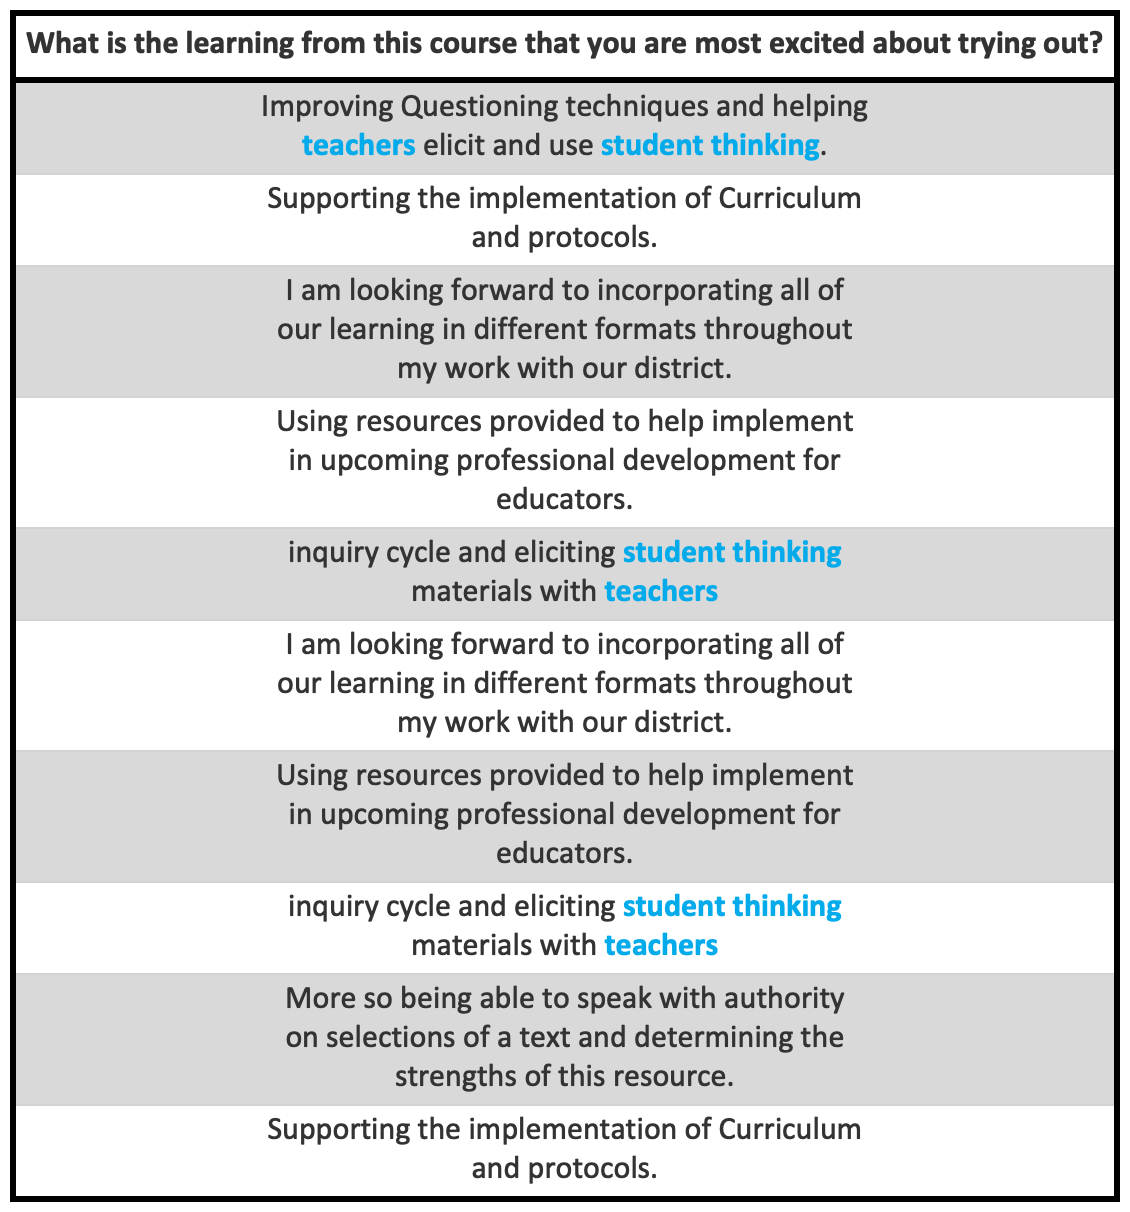 What is the learning from this course that you are most excited about trying out?
Improving Questioning techniques and helping
teachers elicit and use student thinking.
Supporting the implementation of Curriculum
and protocols.
I am looking forward to incorporating all of
our learning in different formats throughout
my work with our district.
Using resources provided to help implement
in upcoming professional development for
educators.
inquiry cycle and eliciting student thinking
materials with teachers
I am looking forward to incorporating all of
our learning in different formats throughout
my work with our district.
Using resources provided to help implement
in upcoming professional development for
educators.
inquiry cycle and eliciting student thinking
materials with teachers
More so being able to speak with authority
on selections of a text and determining the
strengths of this resource.
Supporting the implementation of Curriculum
and protocols.